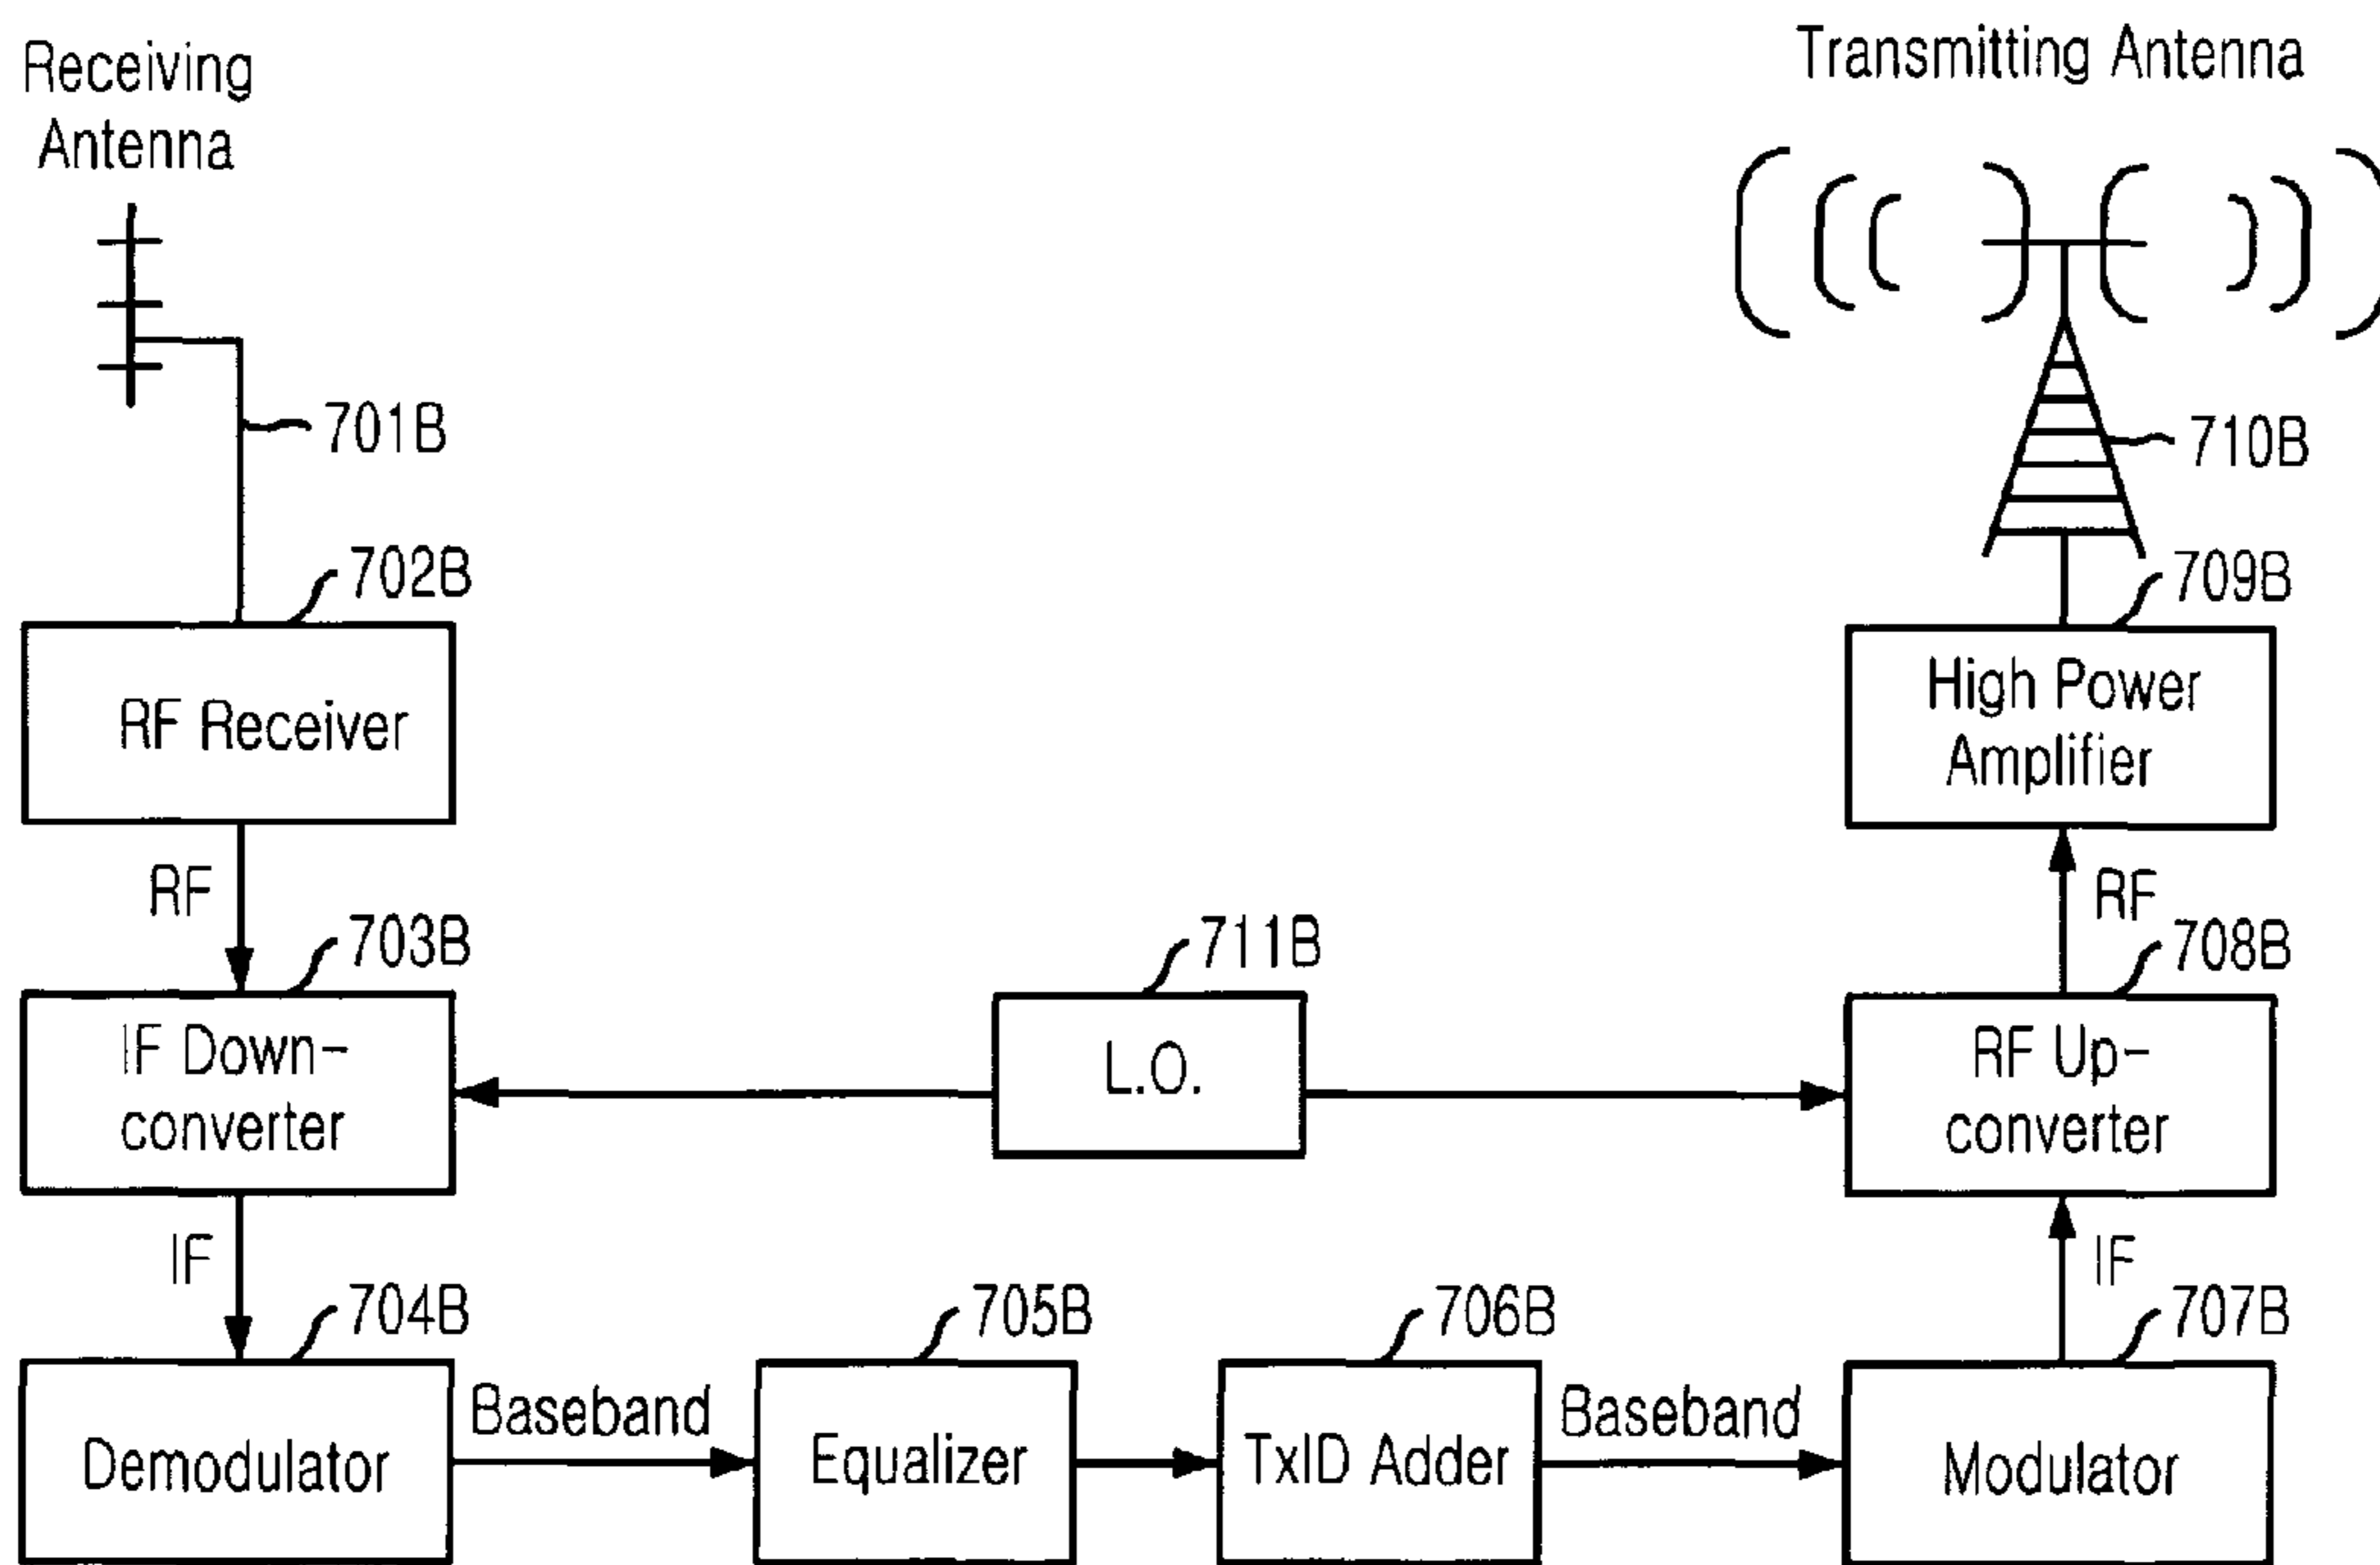 Receiving
Antenna
Transmitting Antenna
701B
710B
702B
709B
RF Receiver
High Power
Amplifier
RF
RF
703B
711B
708B
IF Down-
converter
L.O.
RF Up-
converter
IF
IF
704B
705B
706B
707B
Demodulator
Baseband
Equalizer
TxID Adder
Baseband
Modulator